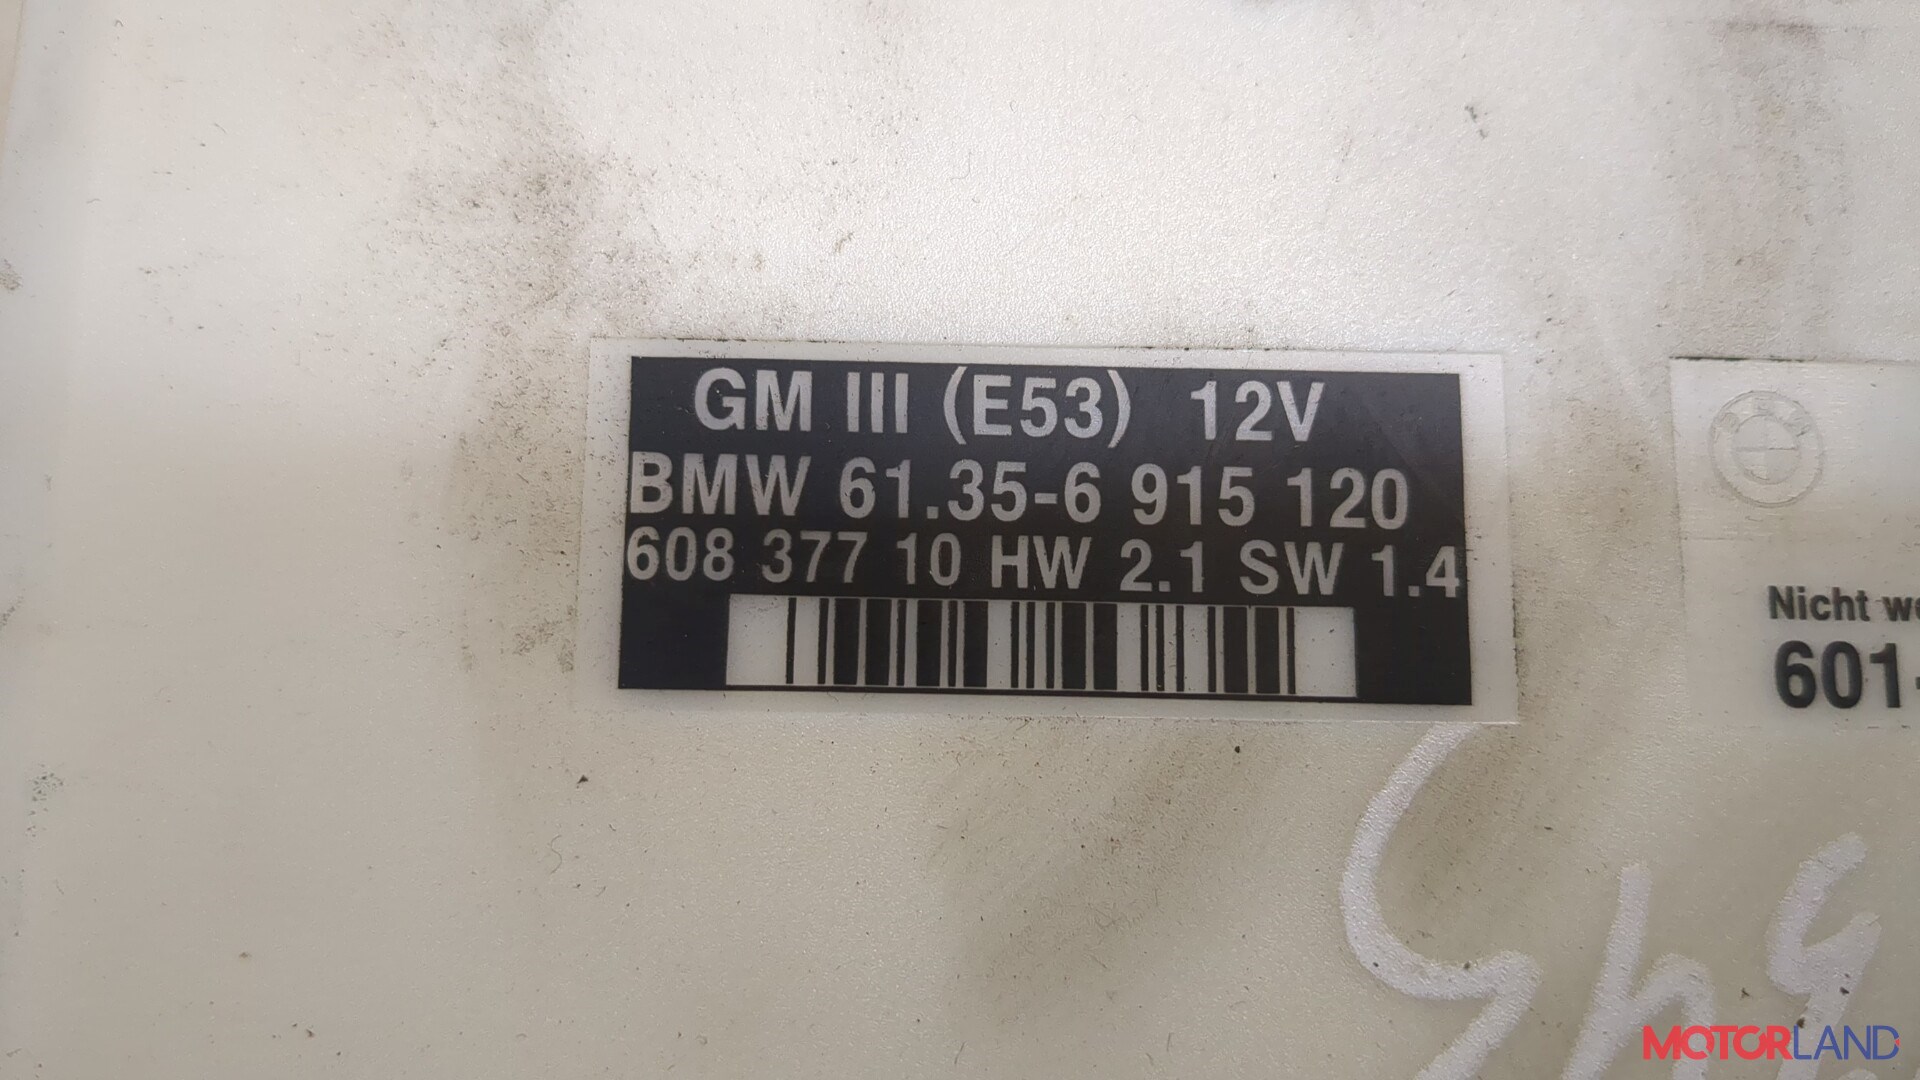 GM III (E53) 12V
BMW 61.35-6 915 120
608 377 10 HW 2.1 SW 1.4
Nicht
601-
MOTORLAND